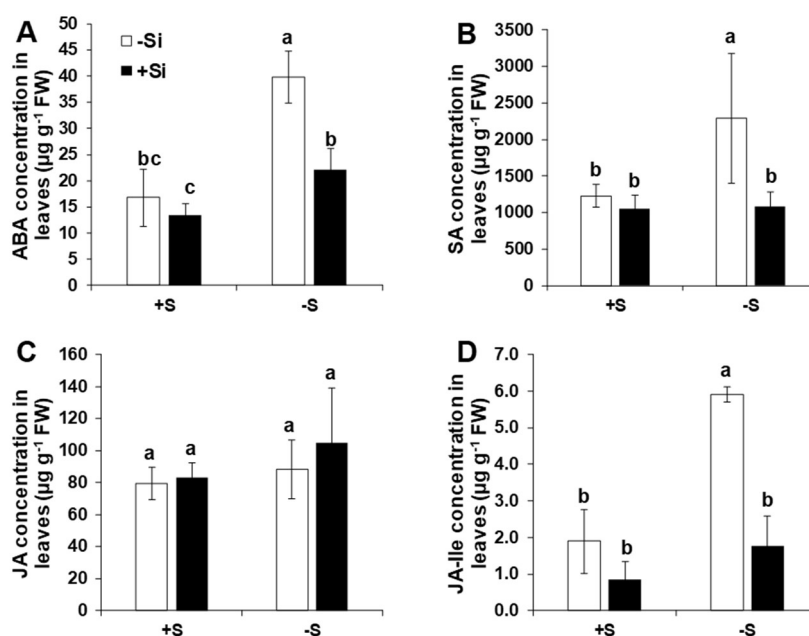 A
ABA concentration in
leaves (µg g-1 FW)
50
45
40
35
30
25
20
15
10
5
0
-Si
+Si
bc
c
a
b
+S
-S
B
SA concentration in
leaves (µg g-1 FW)
3500
3000
2500
2000
1500
1000
500
0
b
b
a
b
+S
-S
C
JA concentration in
leaves (µg g-1 FW)
160
140
120
100
80
60
40
20
0
a
a
a
a
+S
-S
D
JA-Ile concentration in
leaves (µg g-1 FW)
7.0
6.0
5.0
4.0
3.0
2.0
1.0
0.0
b
b
a
b
+S
-S